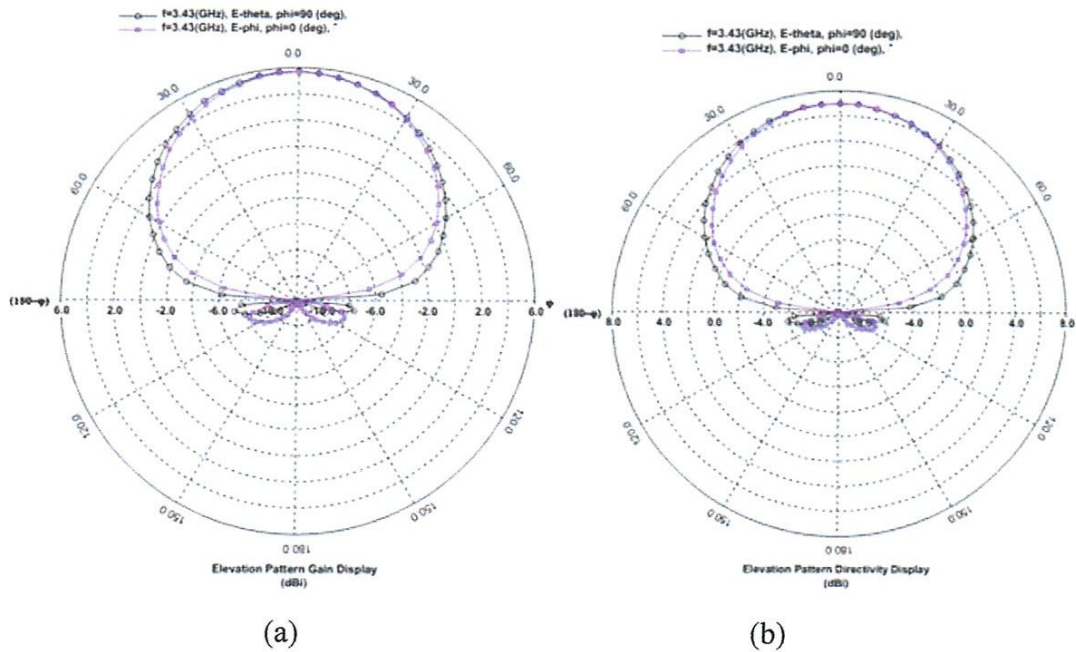 f=3.43(GHz), E-theta, phi=90 (deg),
f=3.43(GHz), E-phi, phi=0 (deg), "
0.0
30.0
30.0
60.0
60.0
(180-φ)
φ
6.0 2.0 -2.0 -6.0 -6.0 -2.0 2.0 6.0
120.0
120.0
150.0
150.0
180.0
Elevation Pattern Gain Display
(dBi)
(a)
f=3.43(GHz), E-theta, phi=90 (deg),
f=3.43(GHz), E-phi, phi=0 (deg), "
0.0
30.0
30.0
60.0
60.0
(180-φ)
8.0 4.0 0.0 -4.0 -4.0 0.0 4.0 8.0
120.0
120.0
150.0
150.0
180.0
Elevation Pattern Directivity Display
(dBi)
(b)